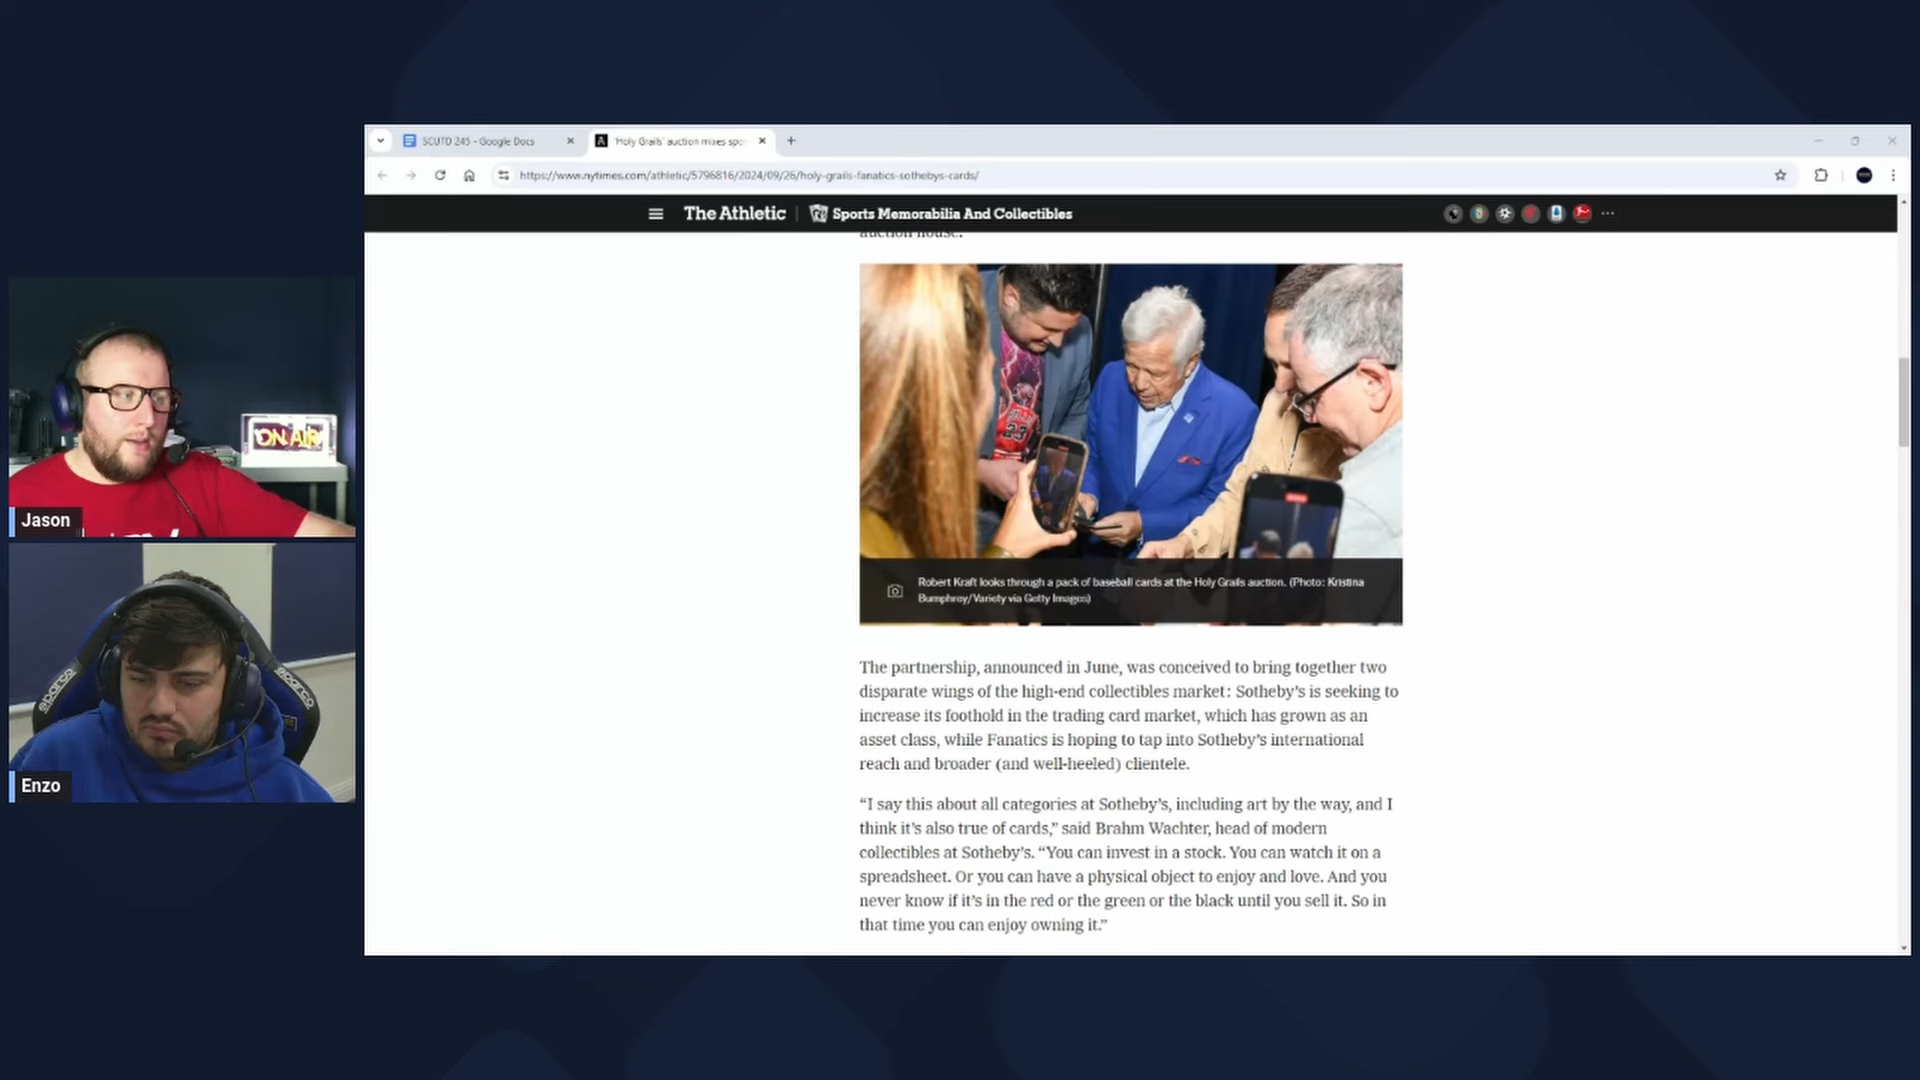 SCUTD 245 - Google Docs
'Holy Grails' auction mixes spo
https://www.nytimes.com/athletic/5796816/2024/09/26/holy-grails-fanatics-sothebys-cards/
The Athletic
Sports Memorabilia And Collectibles
auction house.
23
Robert Kraft looks through a pack of baseball cards at the Holy Grails auction. (Photo: Kristina
Bumphrey/Variety via Getty Images)
The partnership, announced in June, was conceived to bring together two
disparate wings of the high-end collectibles market: Sotheby's is seeking to
increase its foothold in the trading card market, which has grown as an
asset class, while Fanatics is hoping to tap into Sotheby's international
reach and broader (and well-heeled) clientele.
“I say this about all categories at Sotheby's, including art by the way, and I
think it's also true of cards,” said Brahm Wachter, head of modern
collectibles at Sotheby's. “You can invest in a stock. You can watch it on a
spreadsheet. Or you can have a physical object to enjoy and love. And you
never know if it's in the red or the green or the black until you sell it. So in
that time you can enjoy owning it.”
ON AIR
Jason
sparco
sparco
Enzo